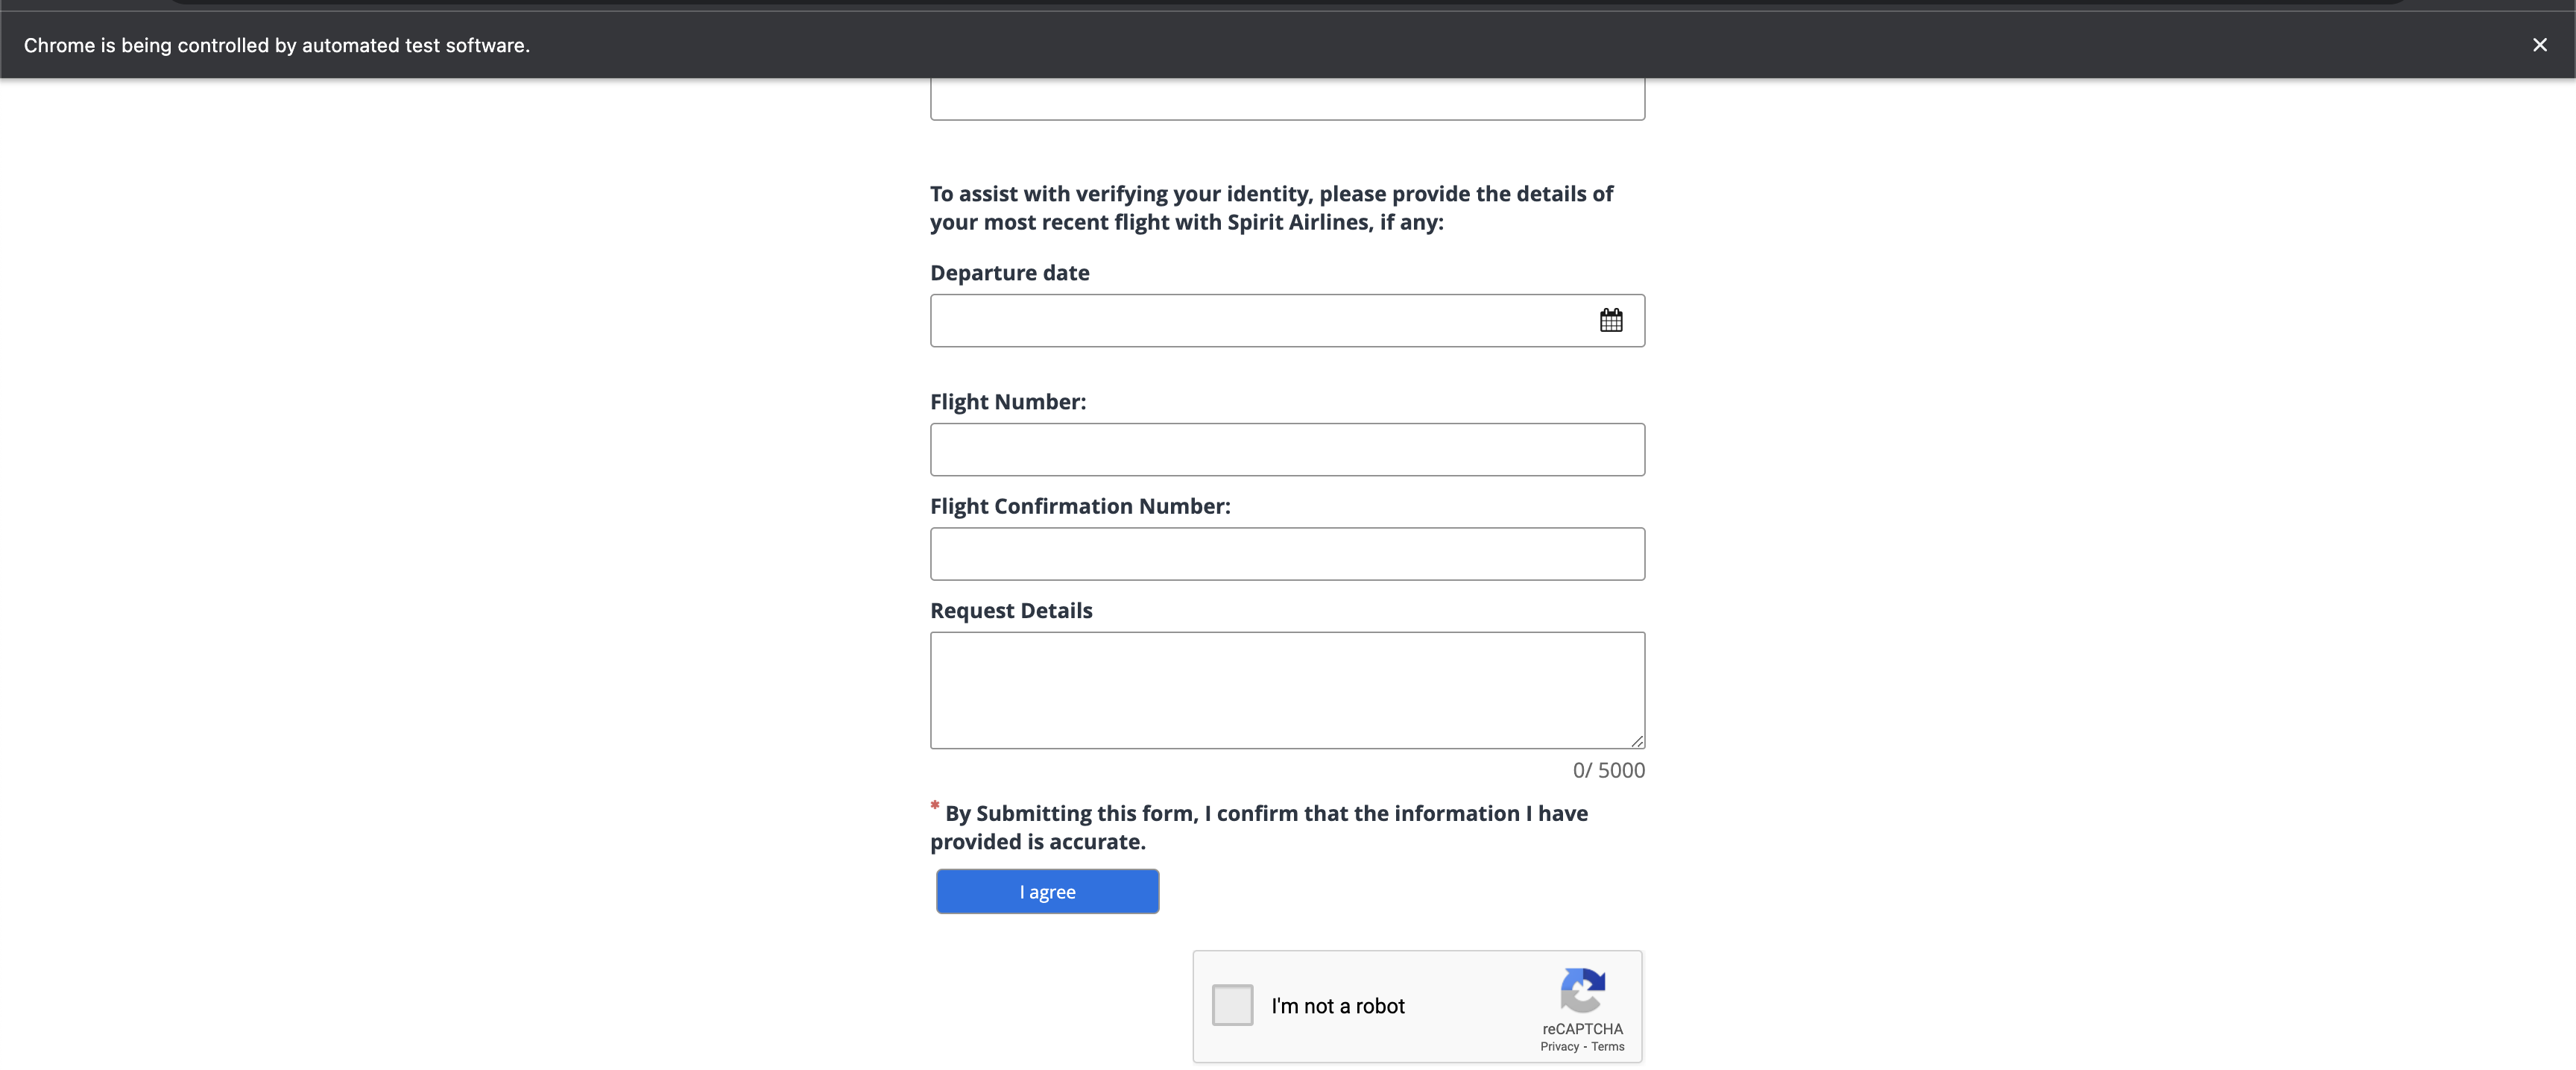 Chrome is being controlled by automated test software.
To assist with verifying your identity, please provide the details of
your most recent flight with Spirit Airlines, if any:
Departure date
Flight Number:
Flight Confirmation Number:
Request Details
0/ 5000
* By Submitting this form, I confirm that the information I have
provided is accurate.
I agree
I'm not a robot
reCAPTCHA
Privacy - Terms